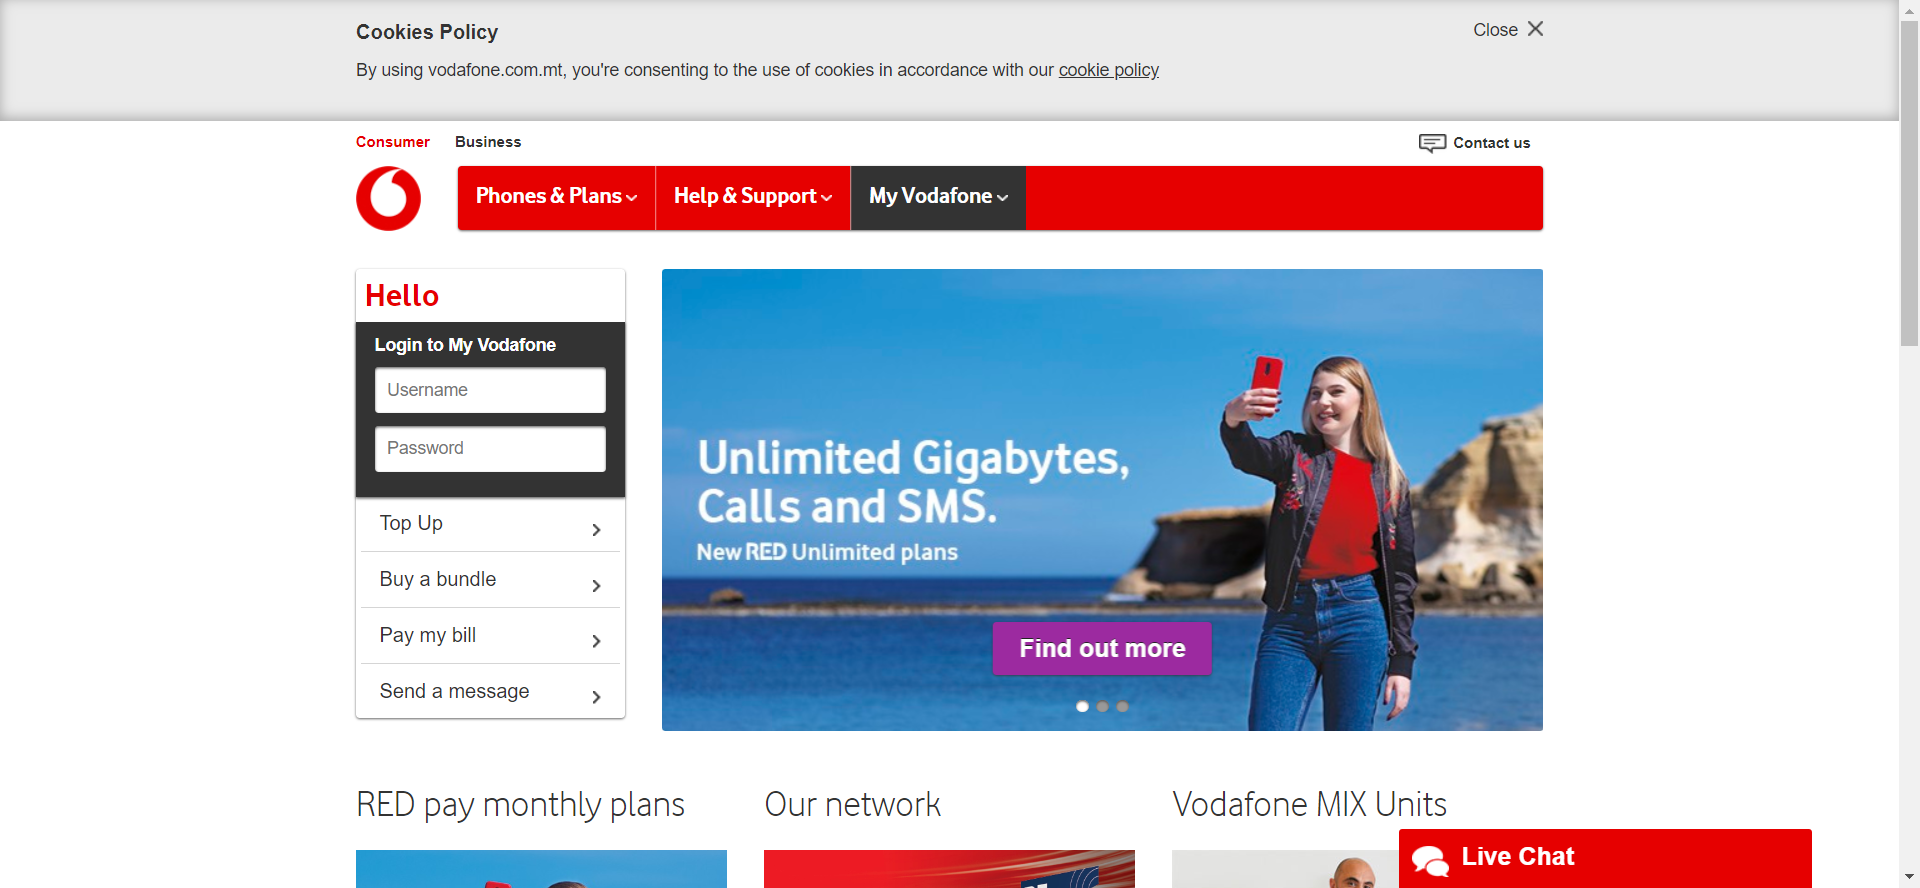 Cookies Policy
Close
By using vodafone.com.mt, you're consenting to the use of cookies in accordance with our cookie policy
Consumer
Business
Contact us
Phones & Plans
Help & Support
My Vodafone
Hello
Login to My Vodafone
Username
Password
Top Up
Buy a bundle
Pay my bill
Send a message
Unlimited Gigabytes,
Calls and SMS.
New RED Unlimited plans
Find out more
RED pay monthly plans
Our network
Vodafone MIX Units
Live Chat